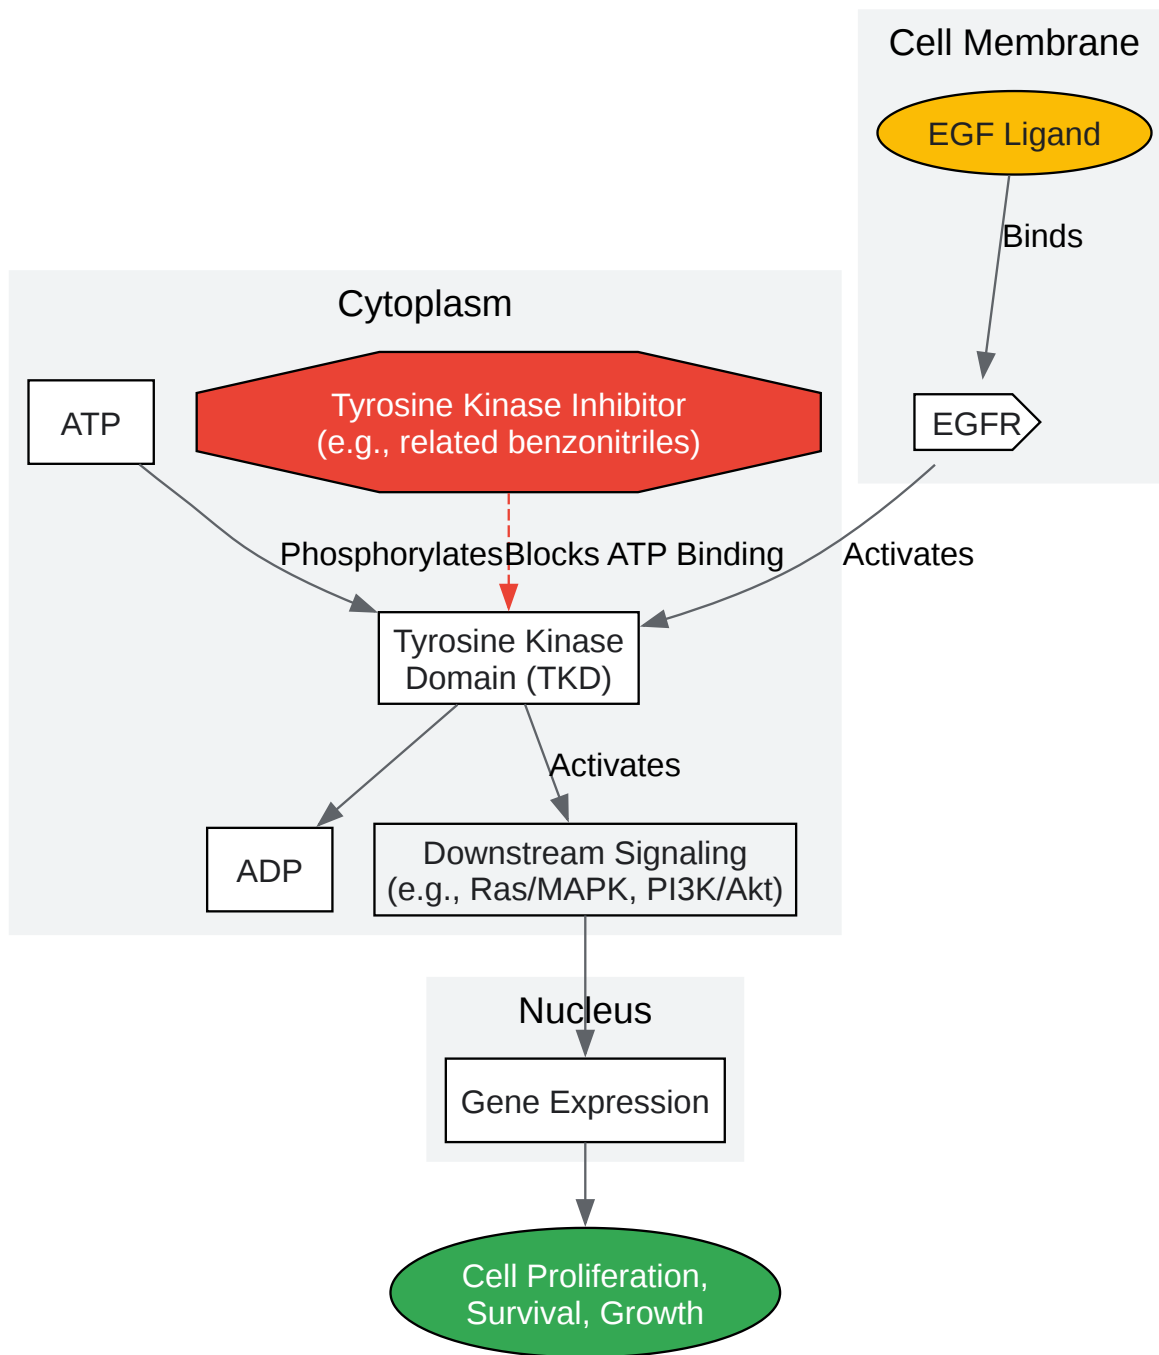 Cell Membrane
EGF Ligand
Binds
Cytoplasm
ATP
Tyrosine Kinase Inhibitor
(e.g., related benzonitriles)
EGFR
Phosphorylates
Blocks ATP Binding
Activates
Tyrosine Kinase
Domain (TKD)
Activates
ADP
Downstream Signaling
(e.g., Ras/MAPK, PI3K/Akt)
Nucleus
Gene Expression
Cell Proliferation,
Survival, Growth